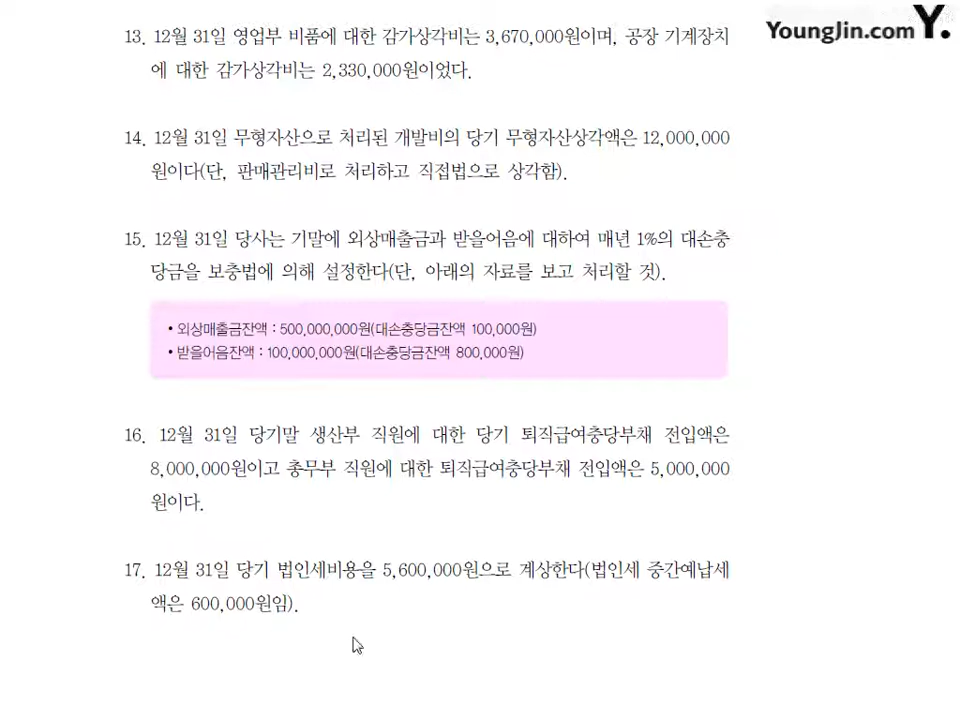 YoungJin.com Y.
13. 12월 31일 영업부 비품에 대한 감가상각비는 3,670,000원이며, 공장 기계장치
에 대한 감가상각비는 2,330,000원이었다.
14. 12월 31일 무형자산으로 처리된 개발비의 당기 무형자산상각액은 12,000,000
원이다(단, 판매관리비로 처리하고 직접법으로 상각함).
15. 12월 31일 당사는 기말에 외상매출금과 받을어음에 대하여 매년 1%의 대손충
당금을 보충법에 의해 설정한다(단, 아래의 자료를 보고 처리할 것).
• 외상매출금잔액 : 500,000,000원(대손충당금잔액 100,000원)
• 받을어음잔액 : 100,000,000원(대손충당금잔액 800,000원)
16. 12월 31일 당기말 생산부 직원에 대한 당기 퇴직급여충당부채 전입액은
8,000,000원이고 총무부 직원에 대한 퇴직급여충당부채 전입액은 5,000,000
원이다.
17. 12월 31일 당기 법인세비용을 5,600,000원으로 계상한다(법인세 중간예납세
액은 600,000원임).